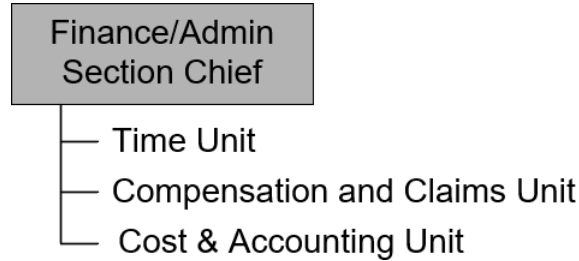 Finance/Admin
Section Chief
Time Unit
Compensation and Claims Unit
Cost & Accounting Unit